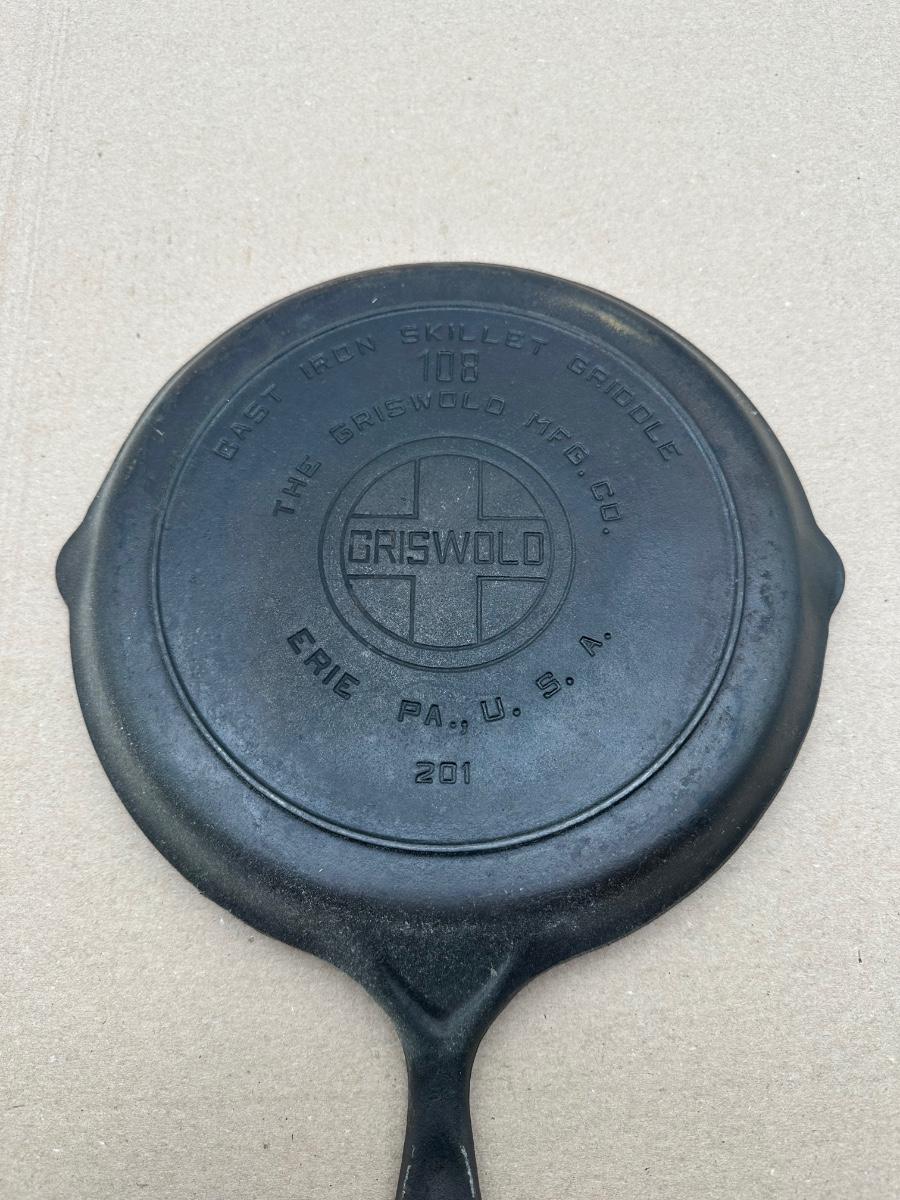 CAST IRON SKILLET GRIDDLE
108
THE GRISWOLD MFG. CO.
GRISWOLD
ERIE PA., U. S. A.
201